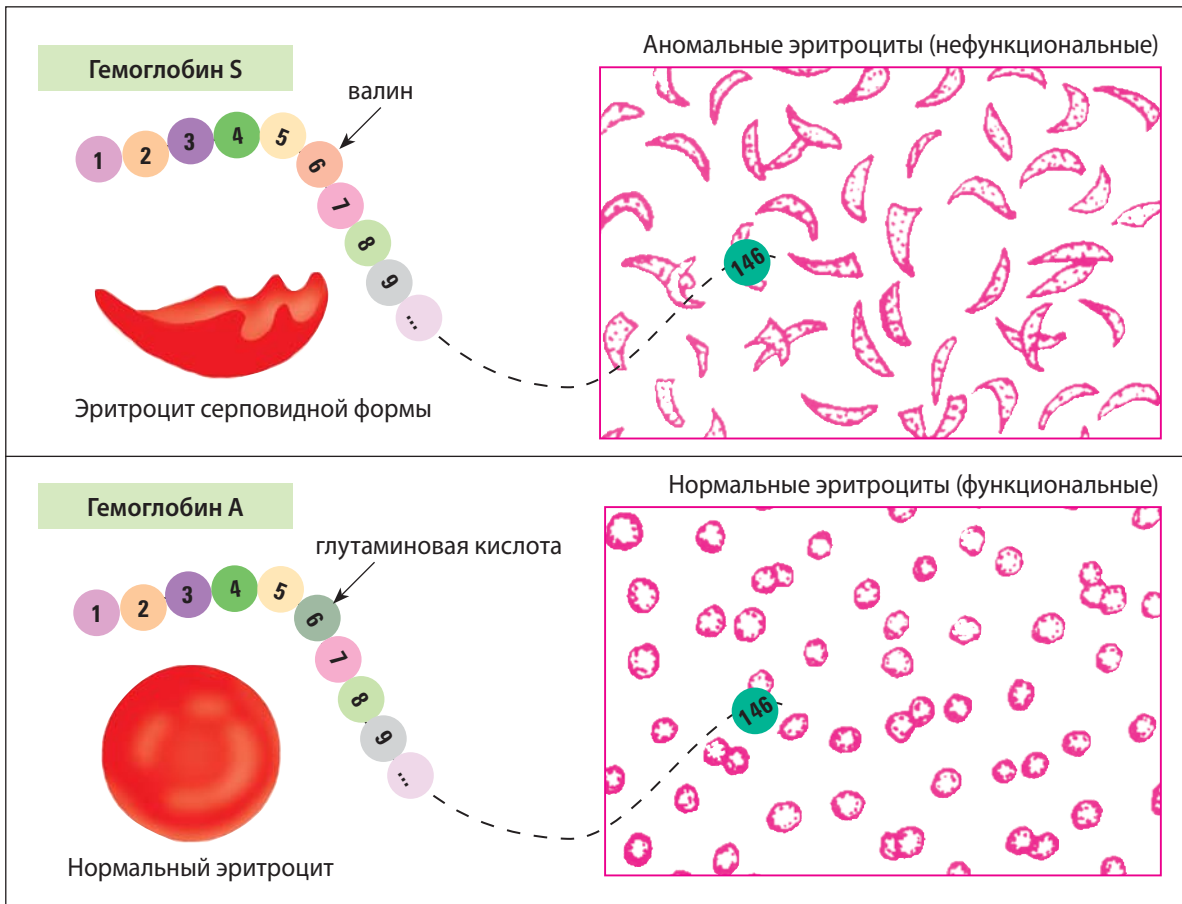 Аномальные эритроциты (нефункциональные)
Гемоглобин S
валин
1 2 3 4 5 6 7 8 9 ... 146
Эритроцит серповидной формы
Нормальные эритроциты (функциональные)
Гемоглобин А
глутаминовая кислота
1 2 3 4 5 6 7 8 9 ... 146
Нормальный эритроцит